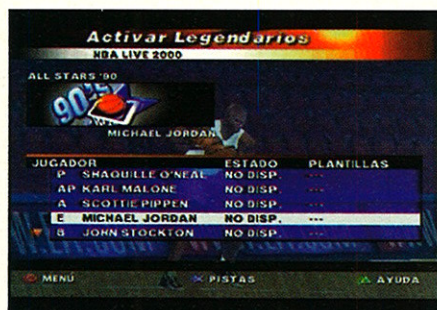 Activar Legendarios
NBA LIVE 2000
ALL STARS '90
90's
MICHAEL JORDAN
JUGADOR ESTADO PLANTILLAS
P SHAQUILLE O'NEAL NO DISP. ---
AP KARL MALONE NO DISP. ---
A SCOTTIE PIPPEN NO DISP. ---
E MICHAEL JORDAN NO DISP. ---
B JOHN STOCKTON NO DISP. ---
MENÚ PISTAS AYUDA